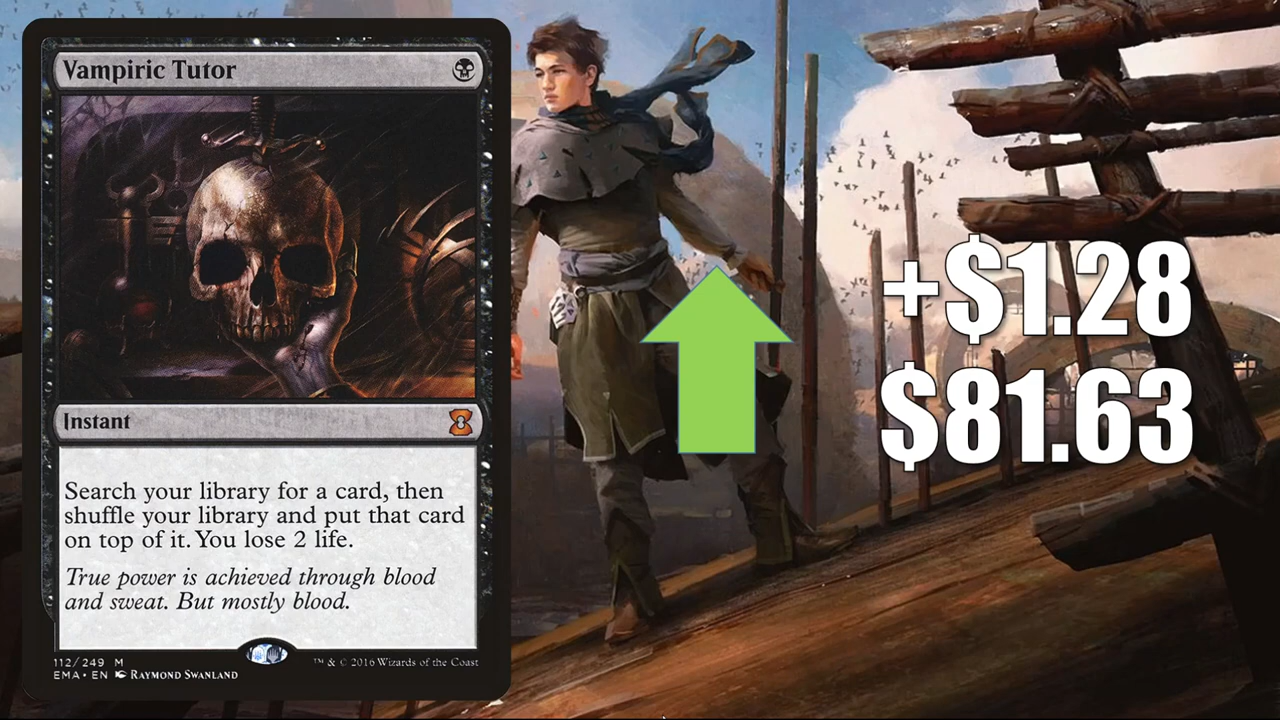 Vampiric Tutor
Instant
Search your library for a card, then
shuffle your library and put that card
on top of it. You lose 2 life.
True power is achieved through blood
and sweat. But mostly blood.
112/249 M
EMA • EN RAYMOND SWANLAND
™ & © 2016 Wizards of the Coast
+$1.28
$81.63